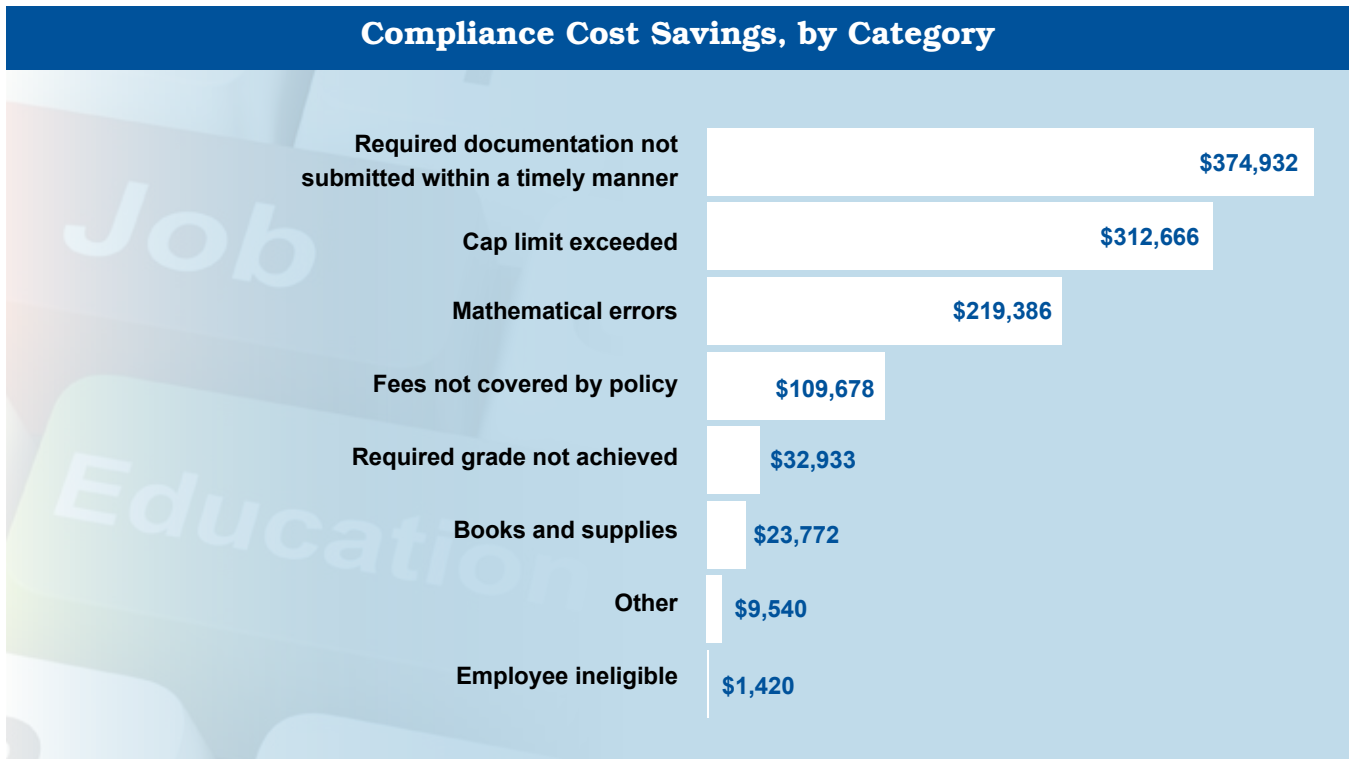 Compliance Cost Savings, by Category
Required documentation not
submitted within a timely manner
$374,932
Cap limit exceeded
$312,666
Mathematical errors
$219,386
Fees not covered by policy
$109,678
Required grade not achieved
$32,933
Books and supplies
$23,772
Other
$9,540
Employee ineligible
$1,420
Job
Education